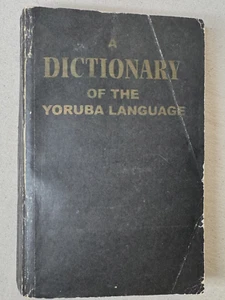 A
DICTIONARY
OF THE
YORUBA LANGUAGE